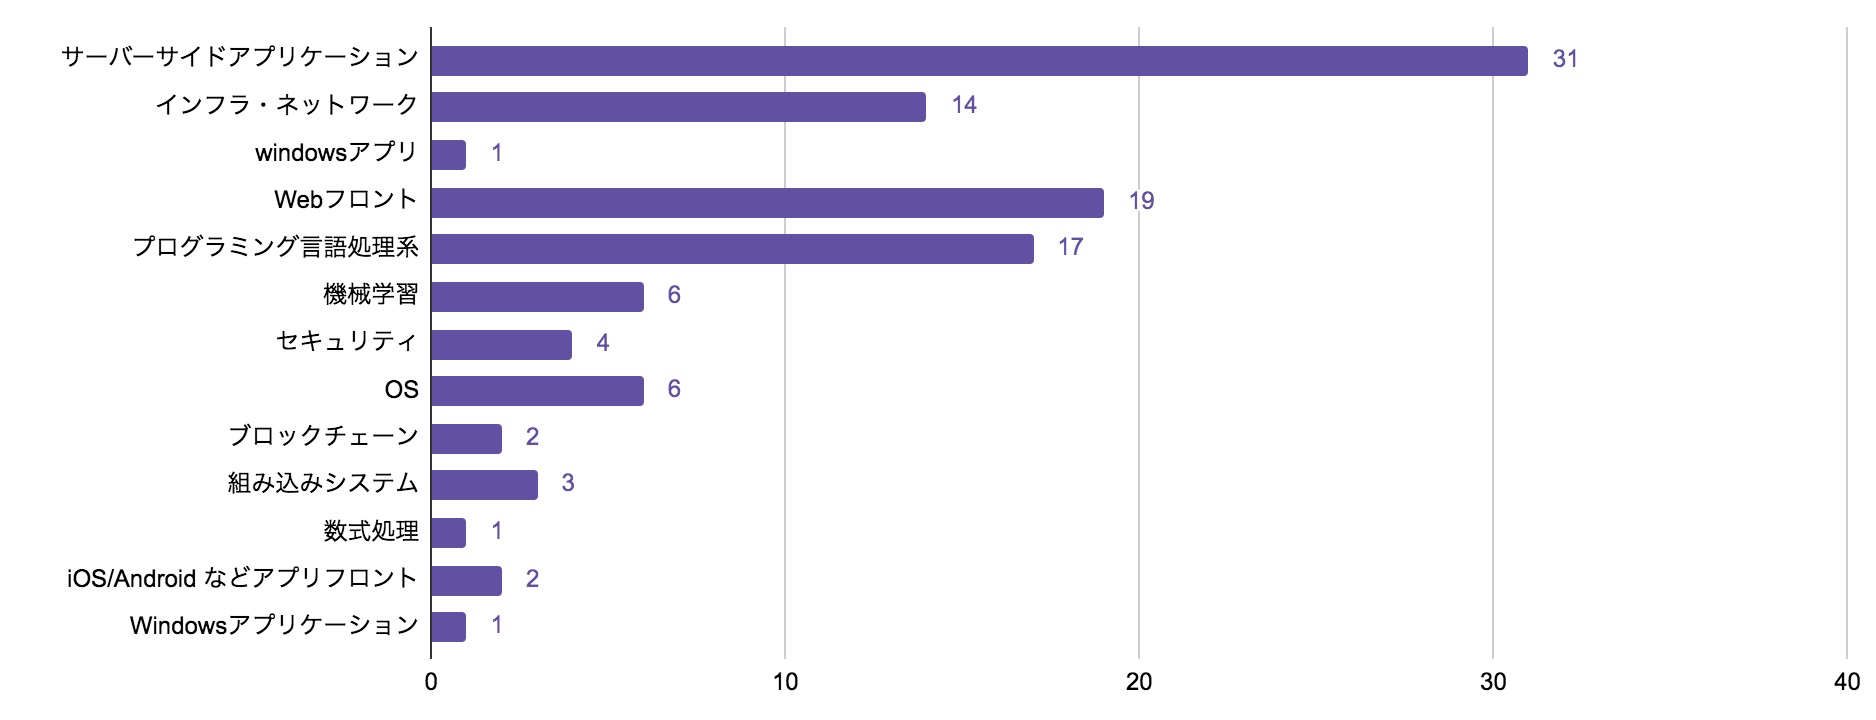 サーバーサイドアプリケーション 31
インフラ・ネットワーク 14
windowsアプリ 1
Webフロント 19
プログラミング言語処理系 17
機械学習 6
セキュリティ 4
OS 6
ブロックチェーン 2
組み込みシステム 3
数式処理 1
iOS/Android などアプリフロント 2
Windowsアプリケーション 1
0 10 20 30 40